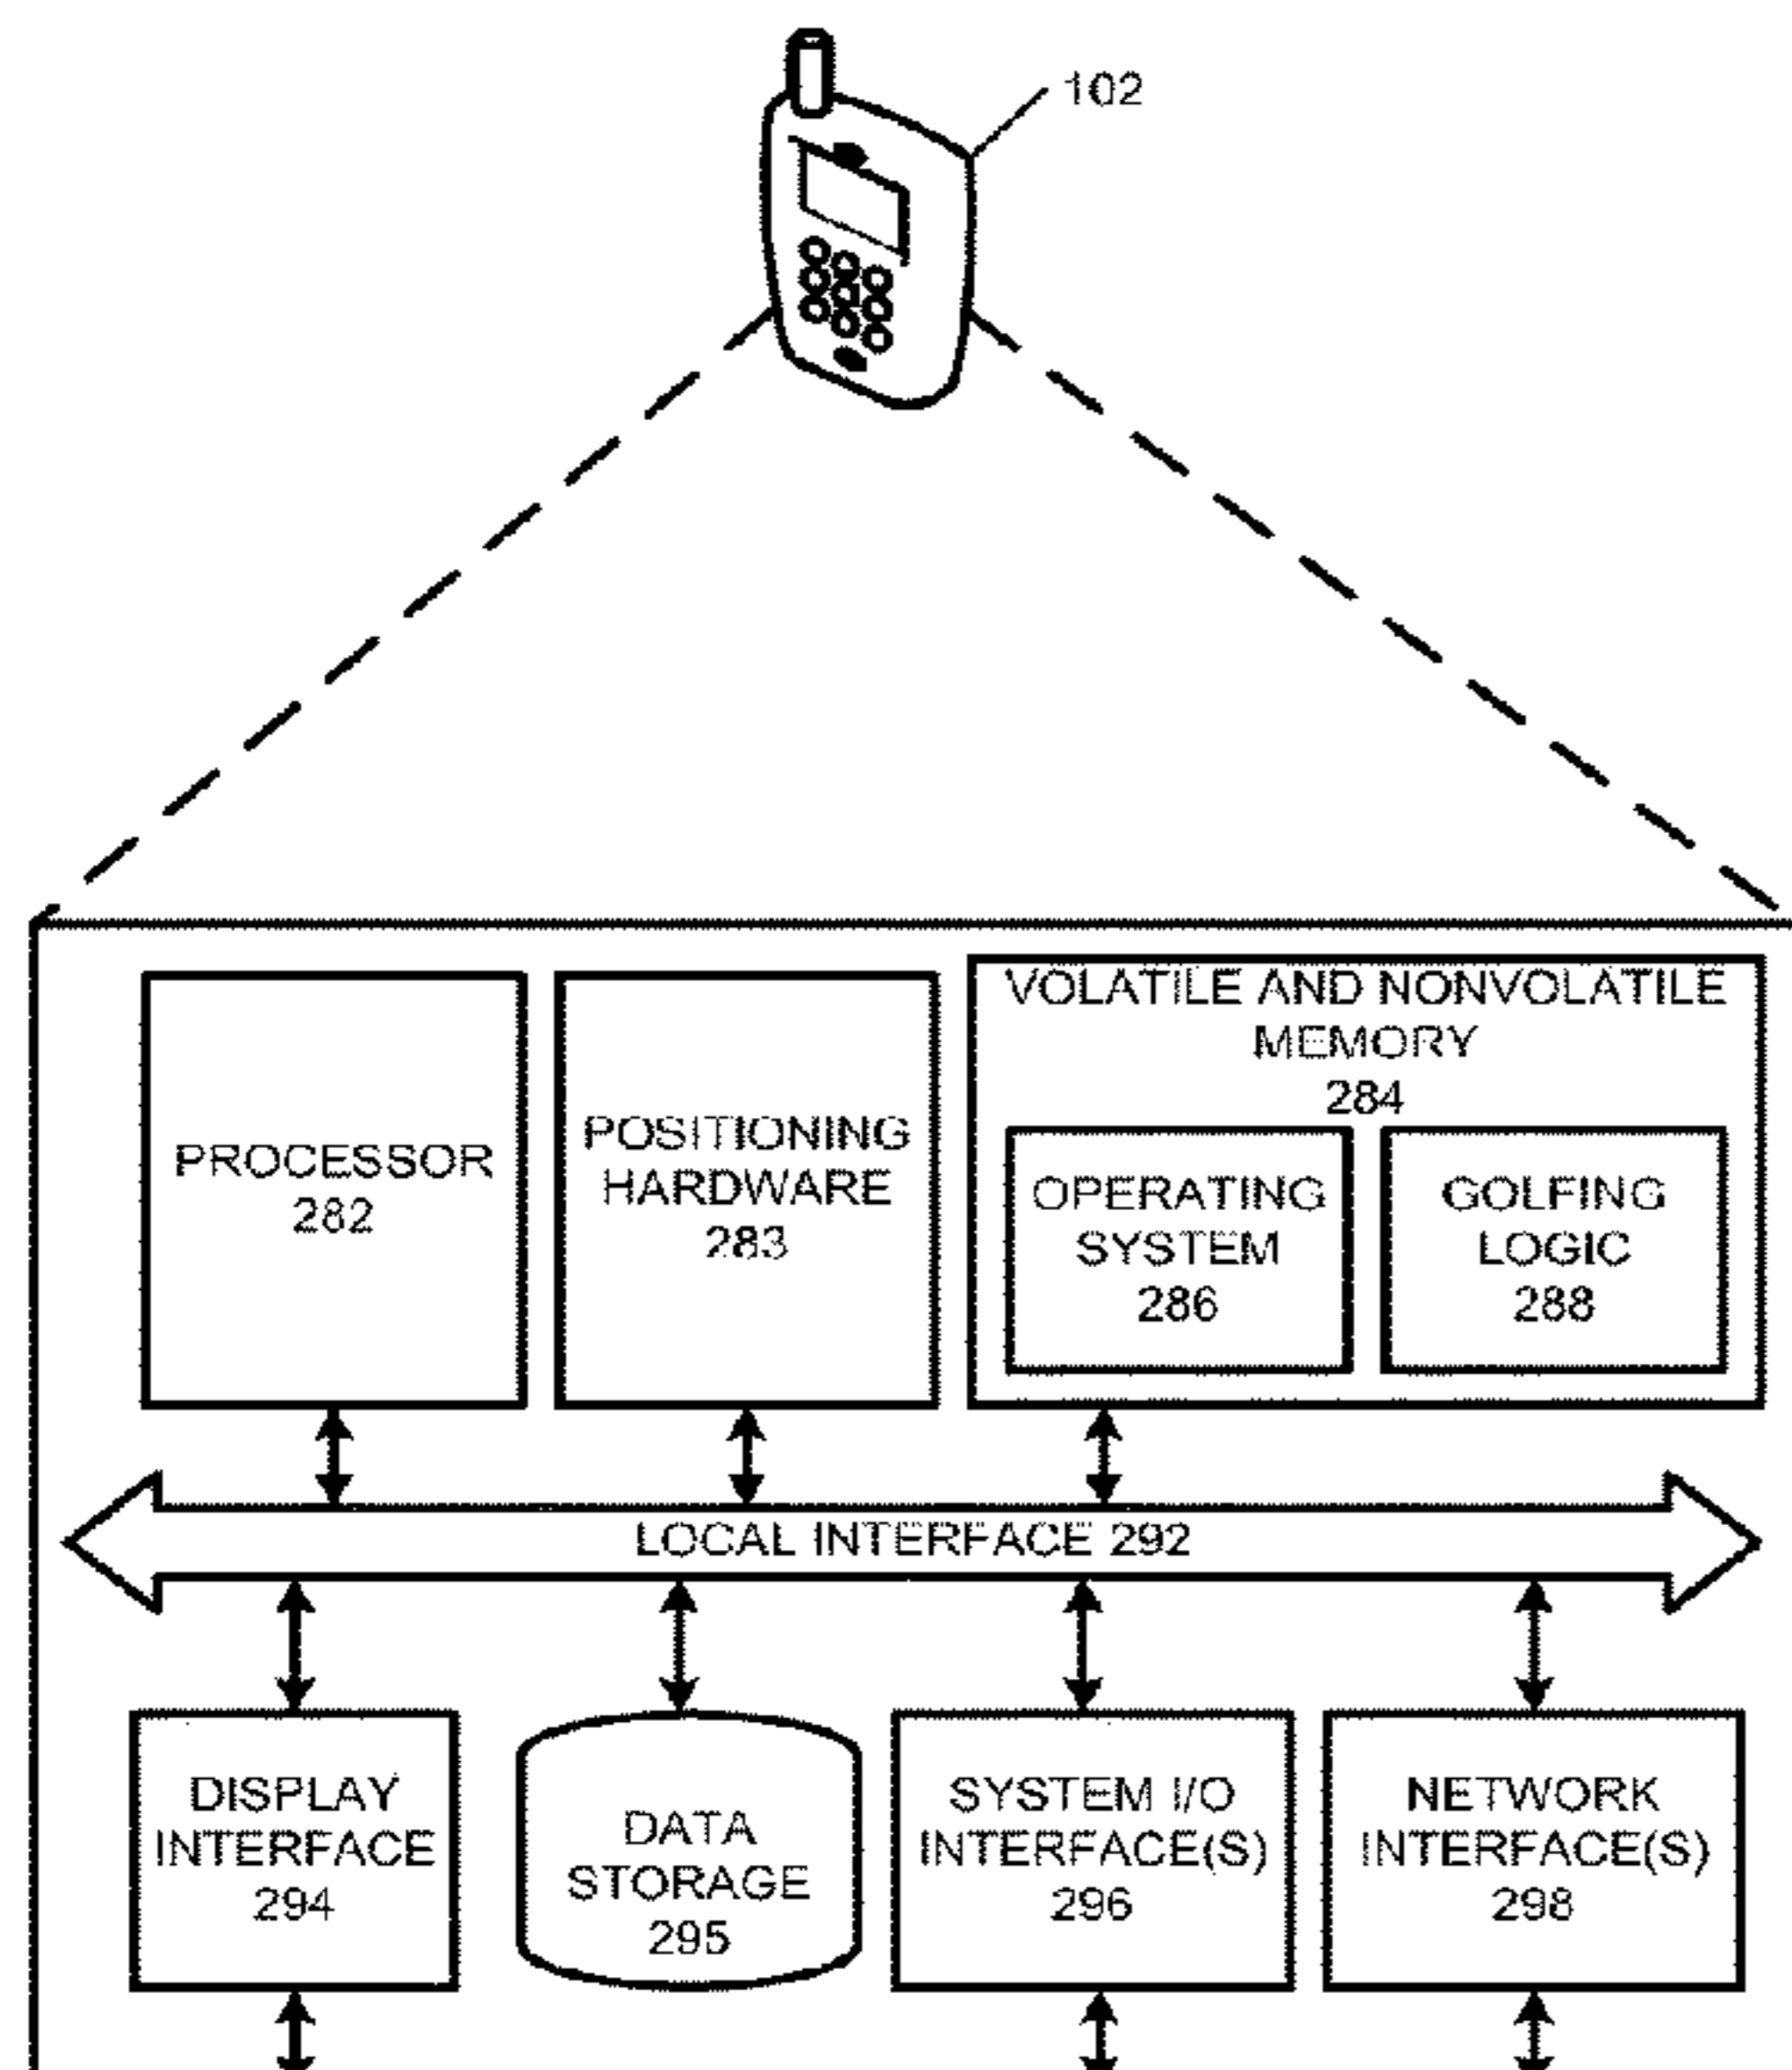 102
VOLATILE AND NONVOLATILE
MEMORY
284
PROCESSOR
282
POSITIONING
HARDWARE
283
OPERATING
SYSTEM
286
GOLFING
LOGIC
288
LOCAL INTERFACE 292
DISPLAY
INTERFACE
294
DATA
STORAGE
295
SYSTEM I/O
INTERFACE(S)
296
NETWORK
INTERFACE(S)
298